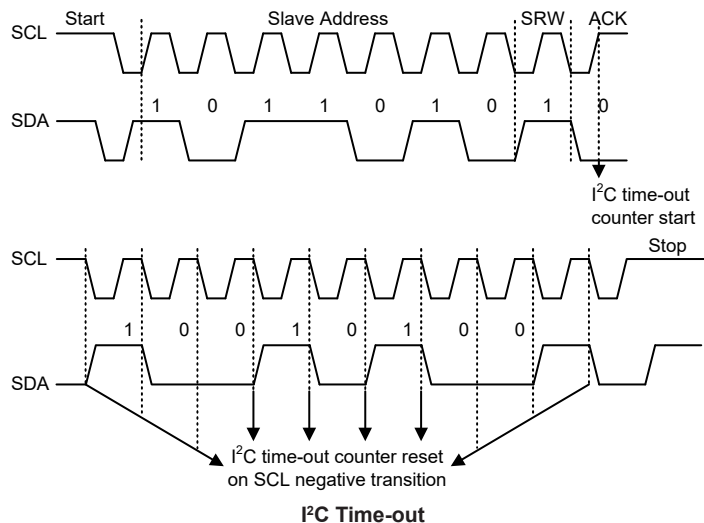 Start Slave Address SRW ACK
SCL
1 0 1 1 0 1 0 1 0
SDA
I²C time-out
counter start
Stop
SCL
1 0 0 1 0 1 0 0
SDA
I²C time-out counter reset
on SCL negative transition
I²C Time-out